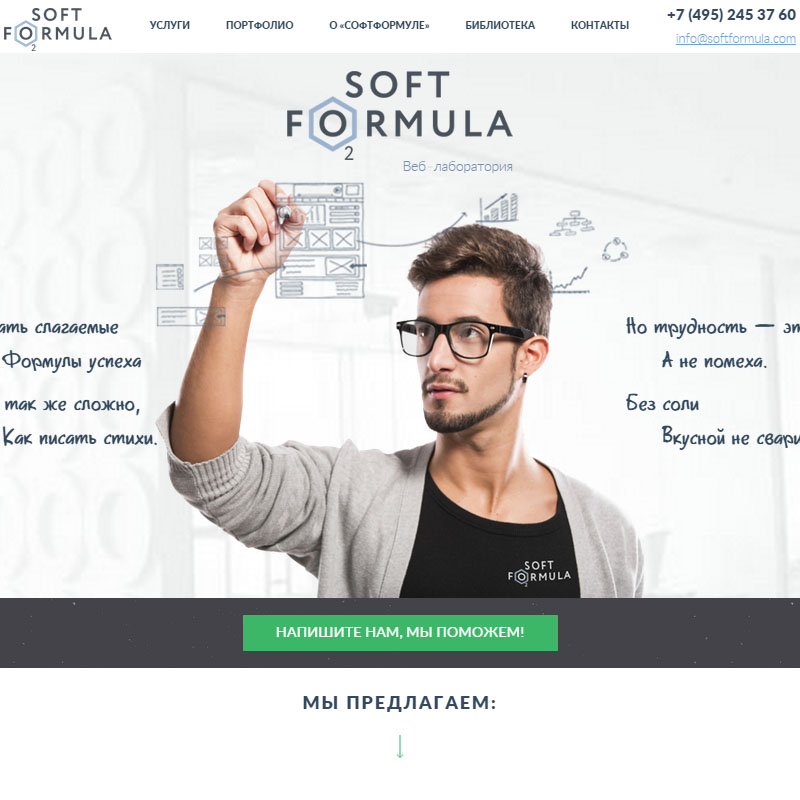 SOFT
FORMULA
2
УСЛУГИ
ПОРТФОЛИО
О «СОФТФОРМУЛЕ»
БИБЛИОТЕКА
КОНТАКТЫ
+7 (495) 245 37 60
info@softformula.com
SOFT
FORMULA
2
Веб - лаборатория
ать слагаемые
Формулы успеха
так же сложно,
Как писать стихи.
Но трудность — эт
А не помеха.
Без соли
Вкусной не свари
SOFT
FORMULA
2
НАПИШИТЕ НАМ, МЫ ПОМОЖЕМ!
МЫ ПРЕДЛАГАЕМ: